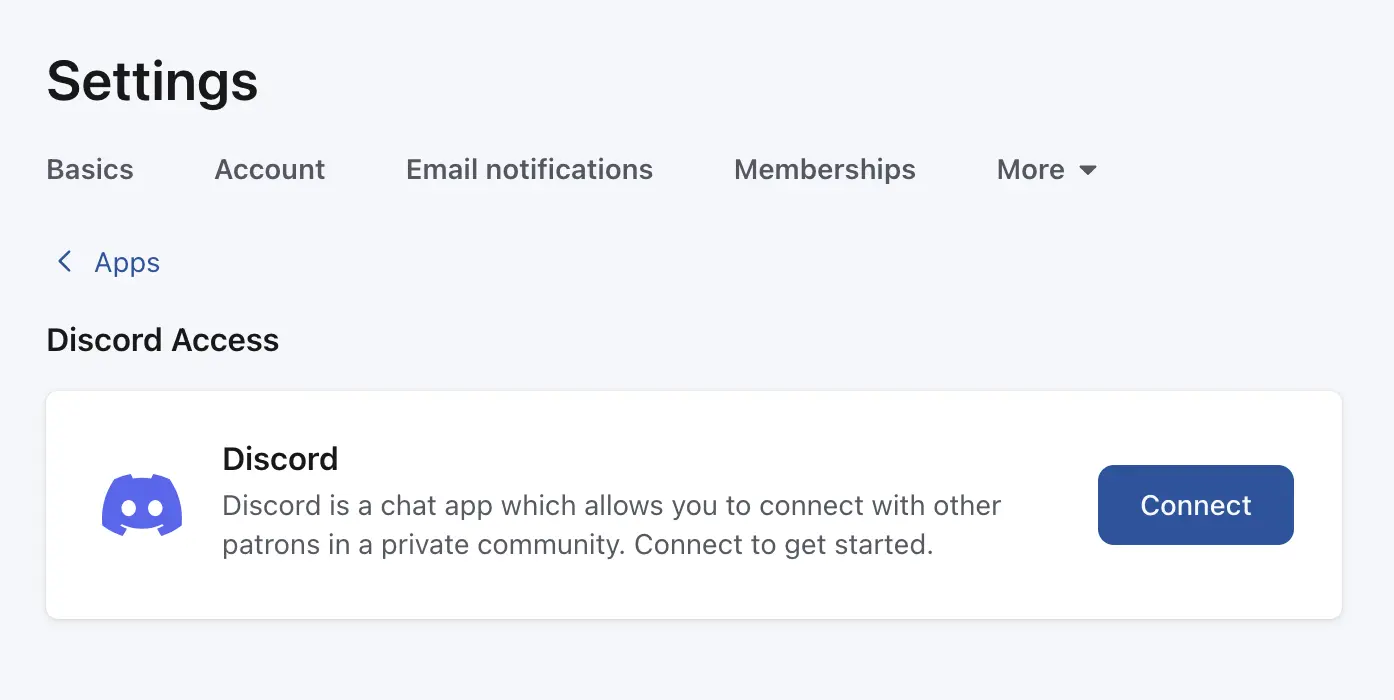 Settings
Basics Account Email notifications Memberships More
Apps
Discord Access
Discord
Discord is a chat app which allows you to connect with other
patrons in a private community. Connect to get started.
Connect